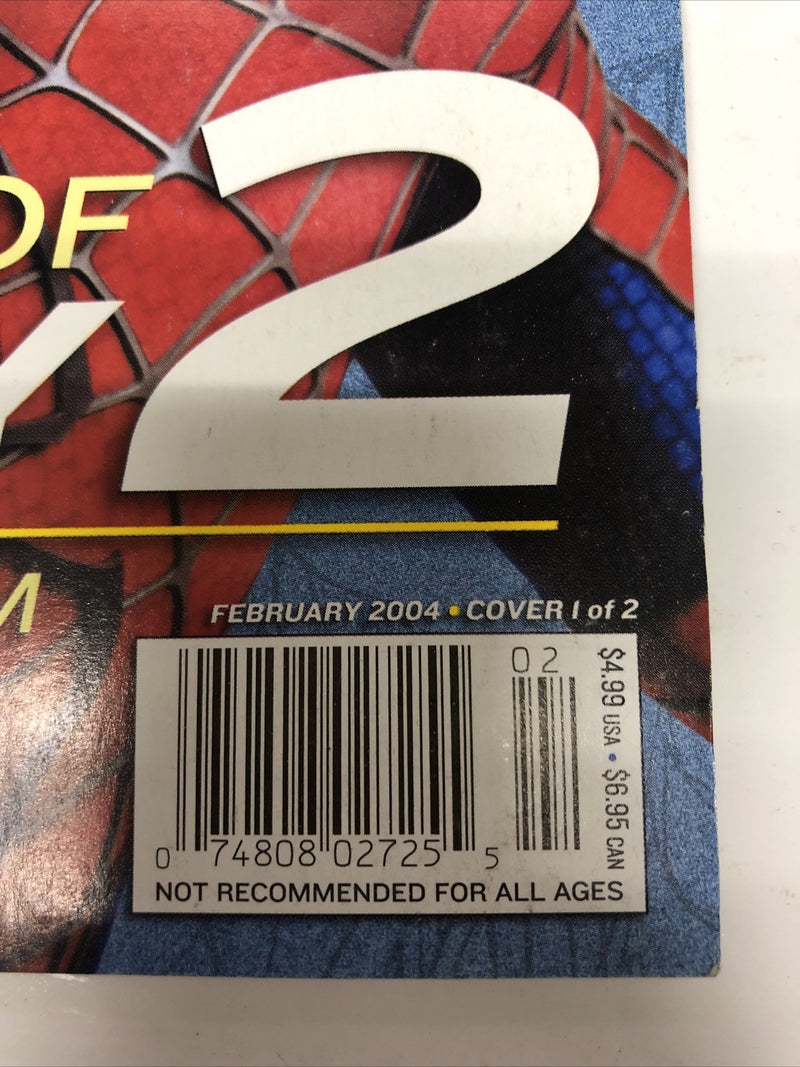 OF
2
Y
M
FEBRUARY 2004 • COVER 1 of 2
02
$4.99 USA • $6.95 CAN
0 74808 02725 5
NOT RECOMMENDED FOR ALL AGES